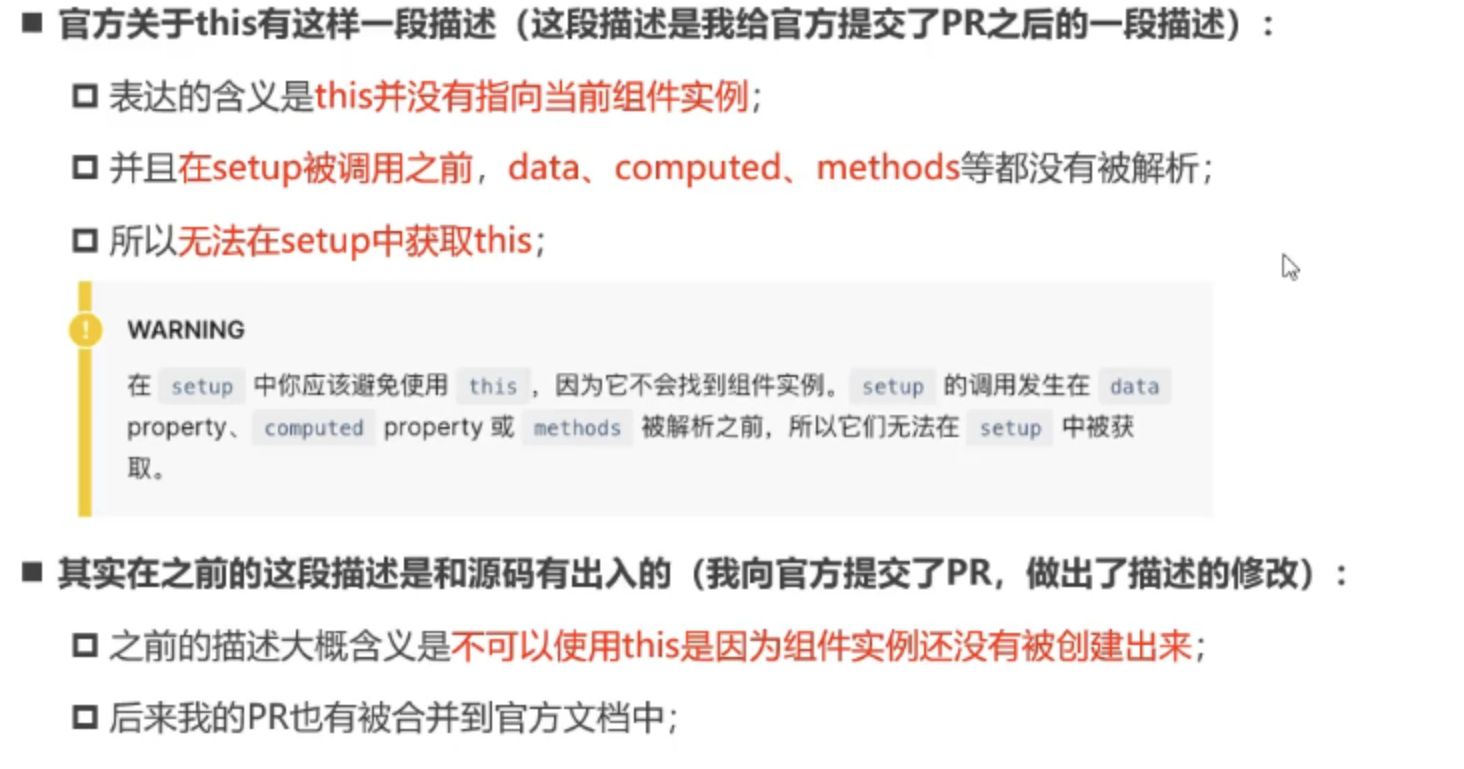 ■ 官方关于this有这样一段描述（这段描述是我给官方提交了PR之后的一段描述）：
表达的含义是this并没有指向当前组件实例；
并且在setup被调用之前，data、computed、methods等都没有被解析；
所以无法在setup中获取this；
!
WARNING
在 setup 中你应该避免使用 this ，因为它不会找到组件实例。 setup 的调用发生在 data
property、 computed property 或 methods 被解析之前，所以它们无法在 setup 中被获
取。
■ 其实在之前的这段描述是和源码有出入的（我向官方提交了PR，做出了描述的修改）：
之前的描述大概含义是不可以使用this是因为组件实例还没有被创建出来；
后来我的PR也有被合并到官方文档中；